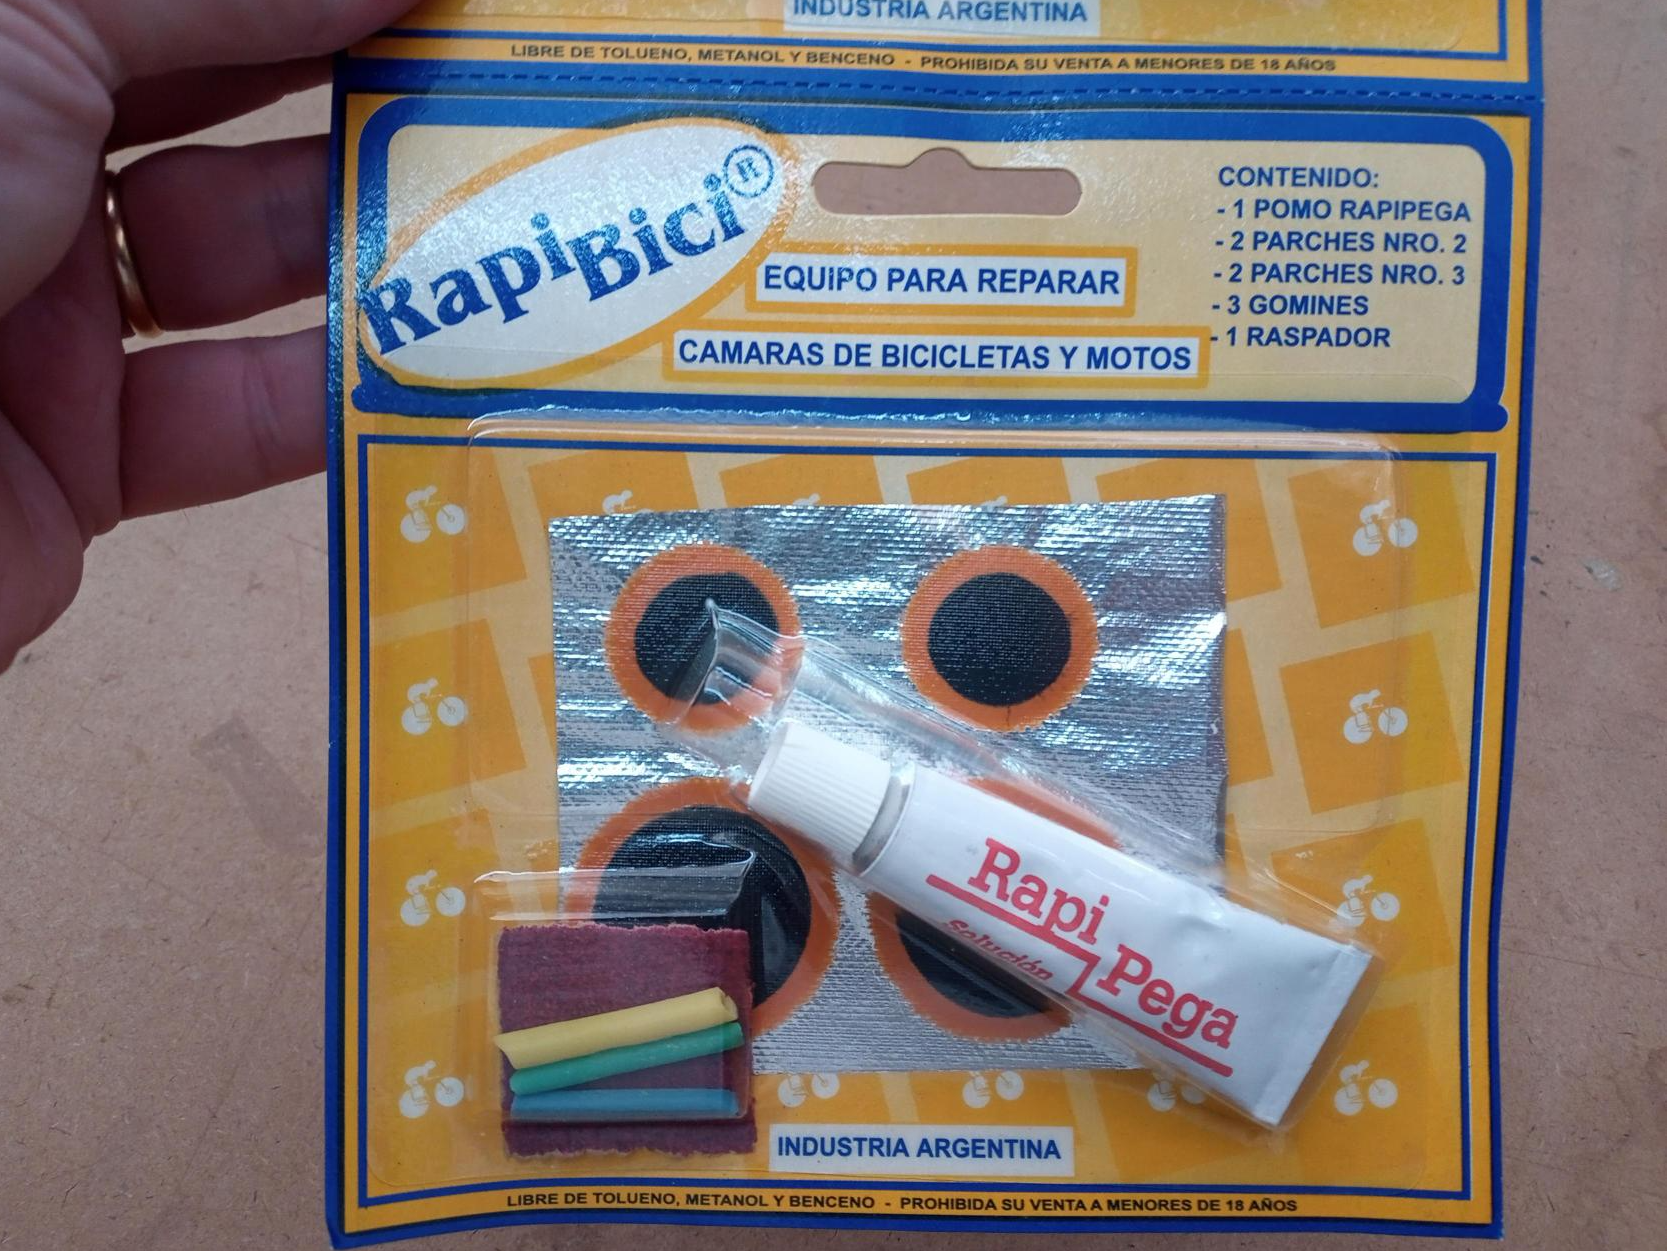 INDUSTRIA ARGENTINA
LIBRE DE TOLUENO, METANOL Y BENCENO - PROHIBIDA SU VENTA A MENORES DE 18 AÑOS
RapiBici®
EQUIPO PARA REPARAR
CAMARAS DE BICICLETAS Y MOTOS
CONTENIDO:
- 1 POMO RAPIPEGA
- 2 PARCHES NRO. 2
- 2 PARCHES NRO. 3
- 3 GOMINES
- 1 RASPADOR
Rapi
Solución
Pega
INDUSTRIA ARGENTINA
LIBRE DE TOLUENO, METANOL Y BENCENO - PROHIBIDA SU VENTA A MENORES DE 18 AÑOS